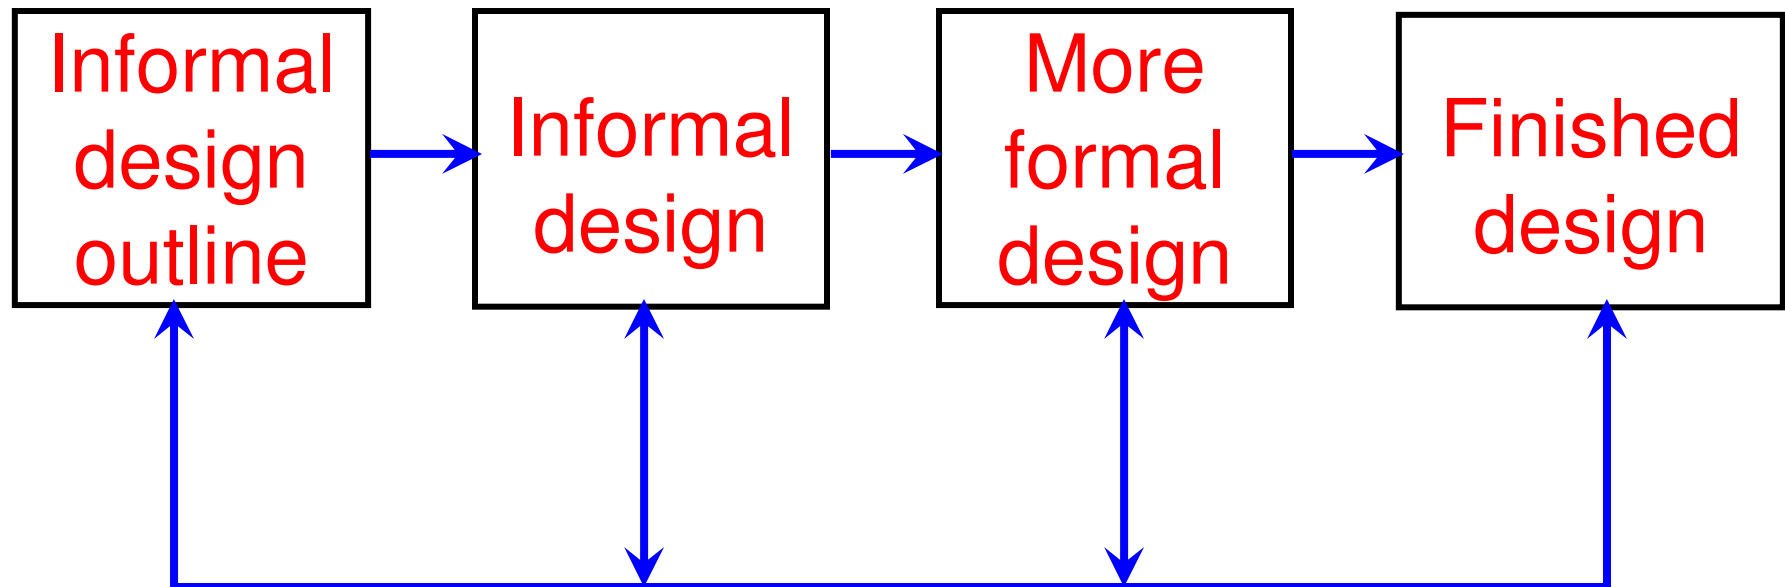 Informal
design
outline
Informal
design
More
formal
design
Finished
design